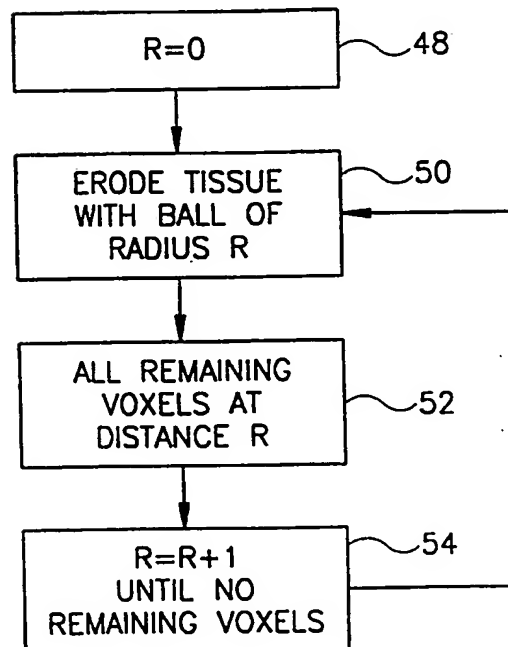 R=0
48
ERODE TISSUE
WITH BALL OF
RADIUS R
50
ALL REMAINING
VOXELS AT
DISTANCE R
52
R=R+1
UNTIL NO
REMAINING VOXELS
54